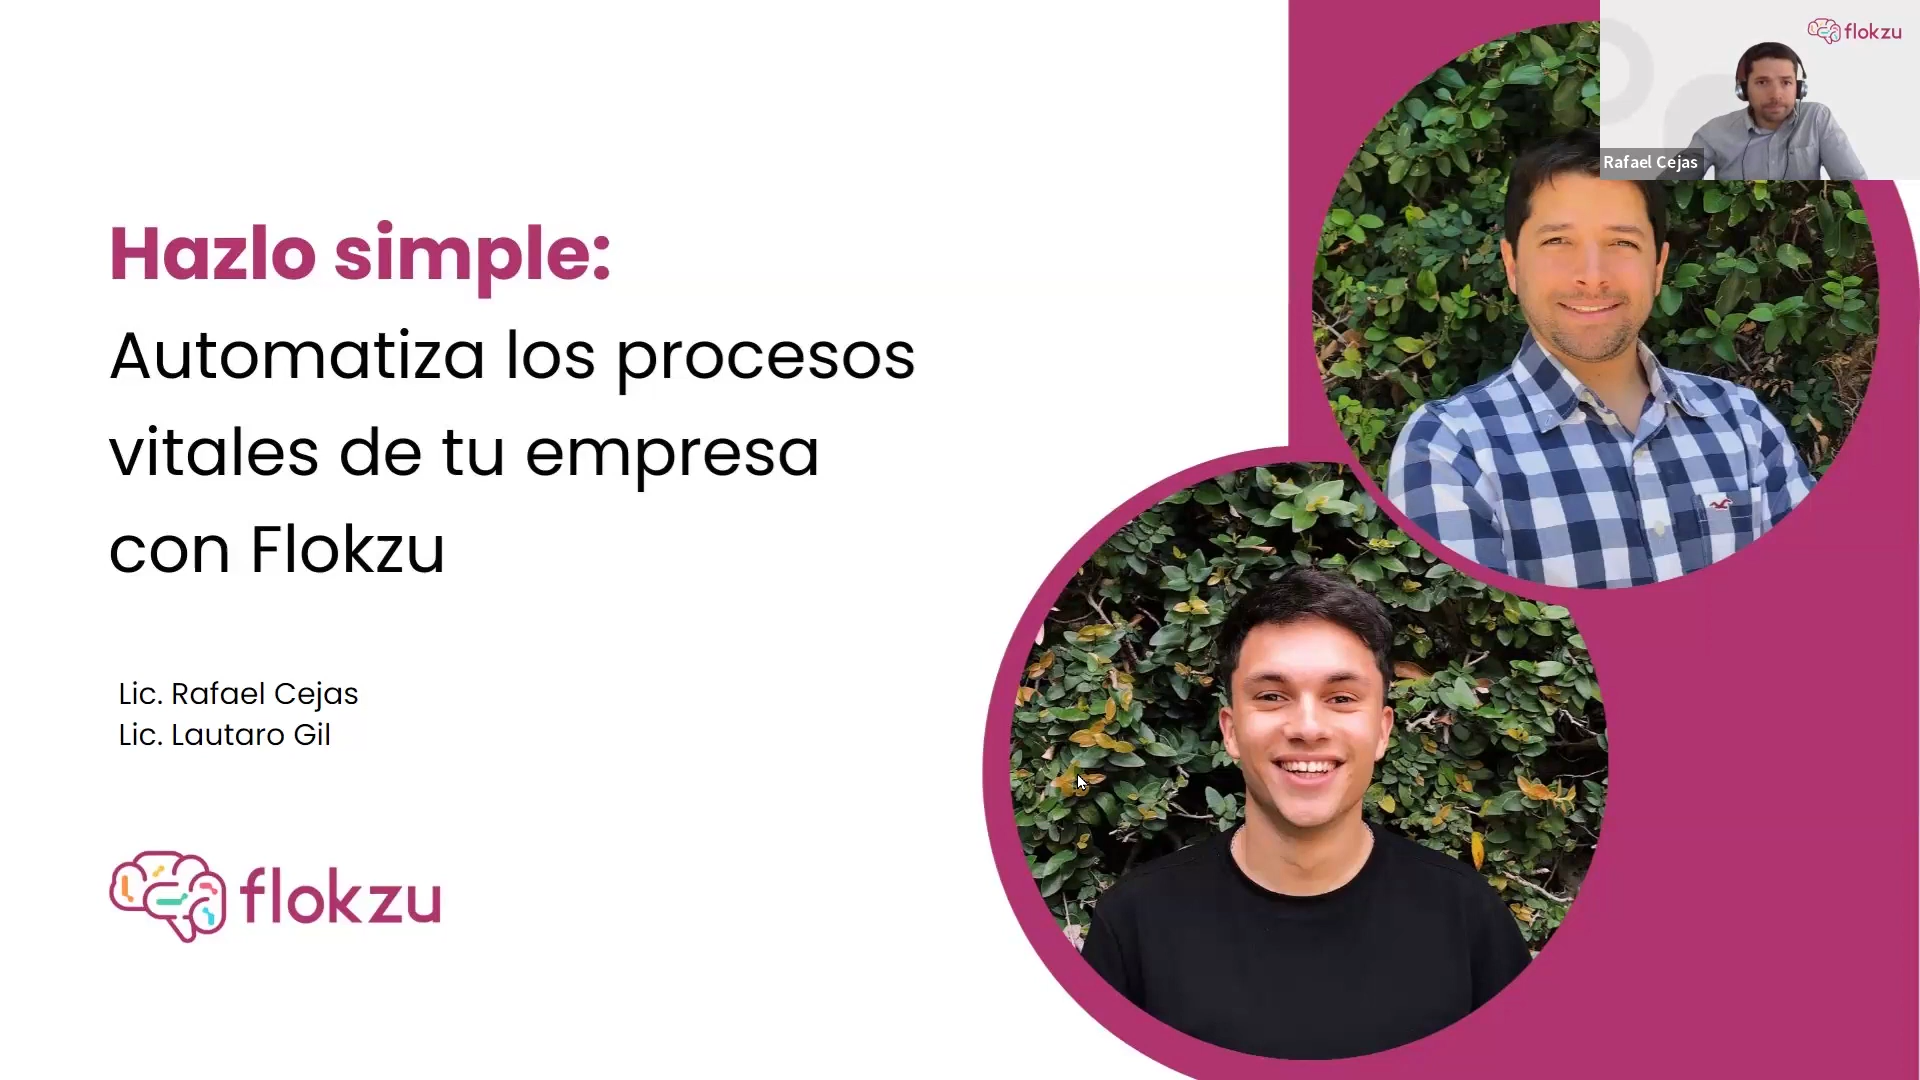 Hazlo simple:
Automatiza los procesos
vitales de tu empresa
con Flokzu
Lic. Rafael Cejas
Lic. Lautaro Gil
flokzu
flokzu
Rafael Cejas